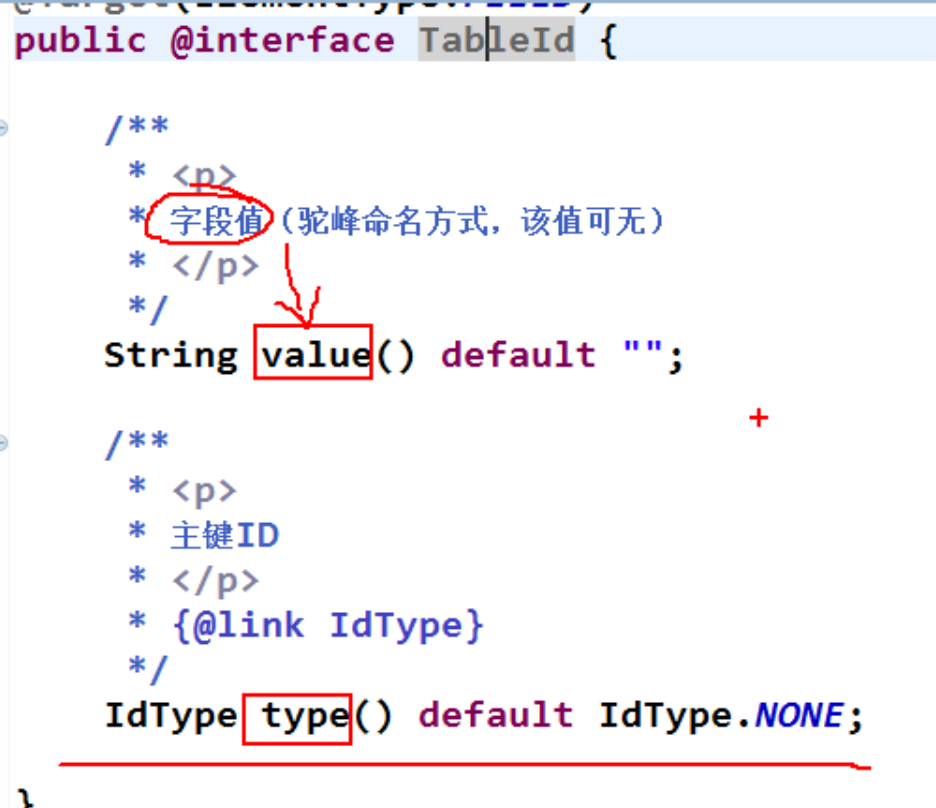 public @interface TableId {
/**
* <p>
* 字段值（驼峰命名方式，该值可无）
* </p>
*/
String value() default "";
/**
* <p>
* 主键ID
* </p>
* {@link IdType}
*/
IdType type() default IdType.NONE;
}